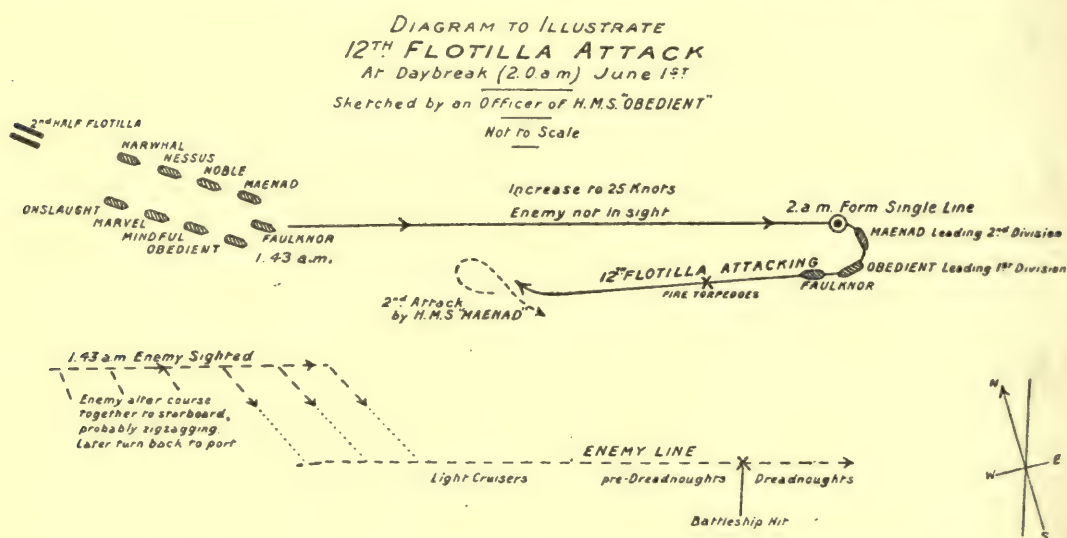 DIAGRAM TO ILLUSTRATE
12TH FLOTILLA ATTACK
At Daybreak (2.0.am) June 1ST
Sketched by an Officer of H.M.S. "OBEDIENT"
Not to Scale
2nd HALF FLOTILLA
NARWHAL
NESSUS
NOBLE
MAENAD
ONSLAUGHT
MARVEL
MINDFUL
OBEDIENT
FAULKNOR
1.43 a.m.
Increase to 25 Knots
Enemy not in sight
2.a.m. Form Single Line
MAENAD Leading 2nd Division
OBEDIENT Leading 1st Division
FAULKNOR
12TH FLOTILLA ATTACKING
FIRE TORPEDOES
2nd Attack
by H.M.S "MAENAD"
1.43 a.m Enemy Sighted
Enemy alter course
together to starboard,
probably zigzagging.
Later turn back to port
ENEMY LINE
Light Cruisers
pre-Dreadnoughts
Dreadnoughts
Battleship Hit
N
W
E
S